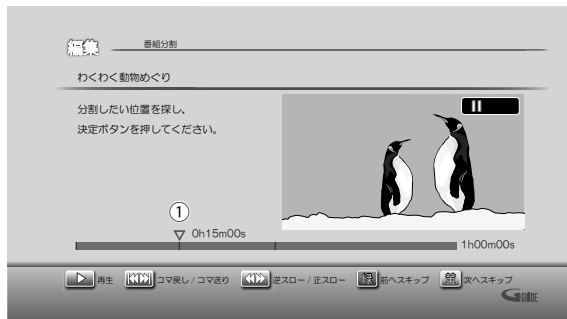 編集 番組分割
わくわく動物めぐり
分割したい位置を探し、
決定ボタンを押してください。
①
0h15m00s
1h00m00s
再生 コマ戻し/コマ送り 逆スロー/正スロー 前へスキップ 次へスキップ
GGUIDE